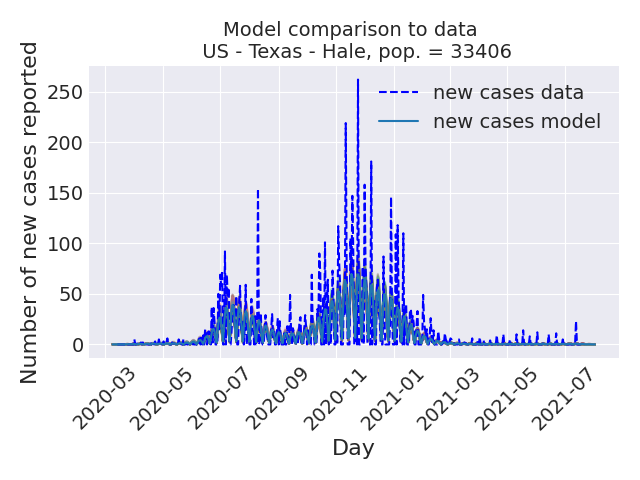 Model comparison to data
US - Texas - Hale, pop. = 33406
Number of new cases reported
250
200
150
100
50
0
new cases data
new cases model
2020-03
2020-05
2020-07
2020-09
2020-11
2021-01
2021-03
2021-05
2021-07
Day